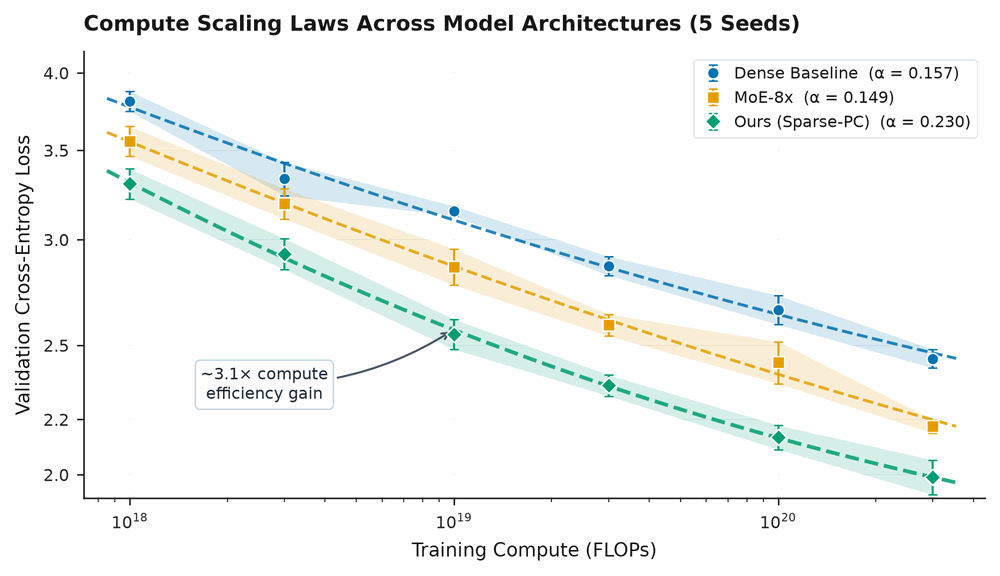 Compute Scaling Laws Across Model Architectures (5 Seeds)
Validation Cross-Entropy Loss
4.0
3.5
3.0
2.5
2.2
2.0
Dense Baseline (α = 0.157)
MoE-8x (α = 0.149)
Ours (Sparse-PC) (α = 0.230)
~3.1× compute
efficiency gain
10¹⁸
10¹⁹
10²⁰
Training Compute (FLOPs)